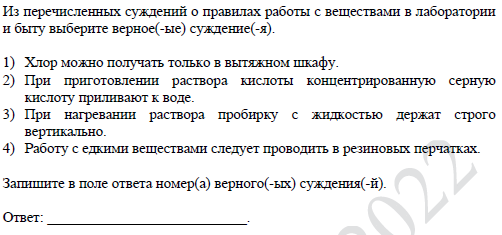 Из перечисленных суждений о правилах работы с веществами в лаборатории
и быту выберите верное(-ые) суждение(-я).
1) Хлор можно получать только в вытяжном шкафу.
2) При приготовлении раствора кислоты концентрированную серную
кислоту приливают к воде.
3) При нагревании раствора пробирку с жидкостью держат строго
вертикально.
4) Работу с едкими веществами следует проводить в резиновых перчатках.
Запишите в поле ответа номер(а) верного(-ых) суждения(-й).
Ответ: ___________________________.
2022